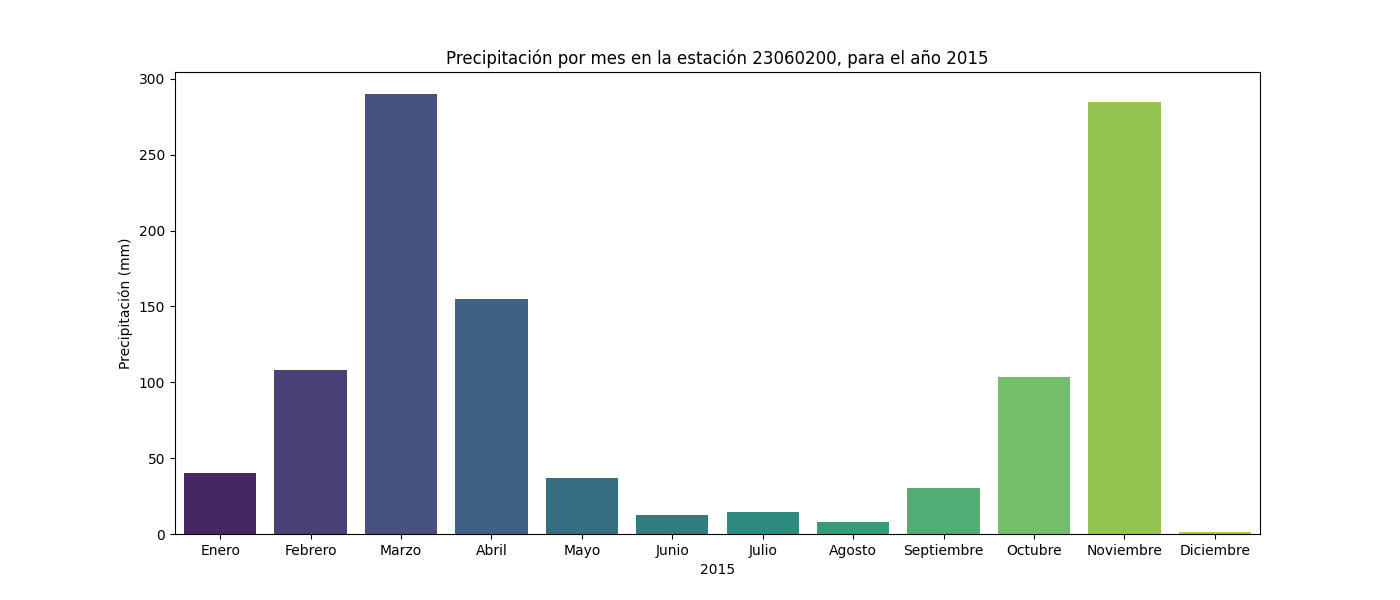 Precipitación por mes en la estación 23060200, para el año 2015
300
250
200
150
100
50
0
Precipitación (mm)
Enero Febrero Marzo Abril Mayo Junio Julio Agosto Septiembre Octubre Noviembre Diciembre
2015